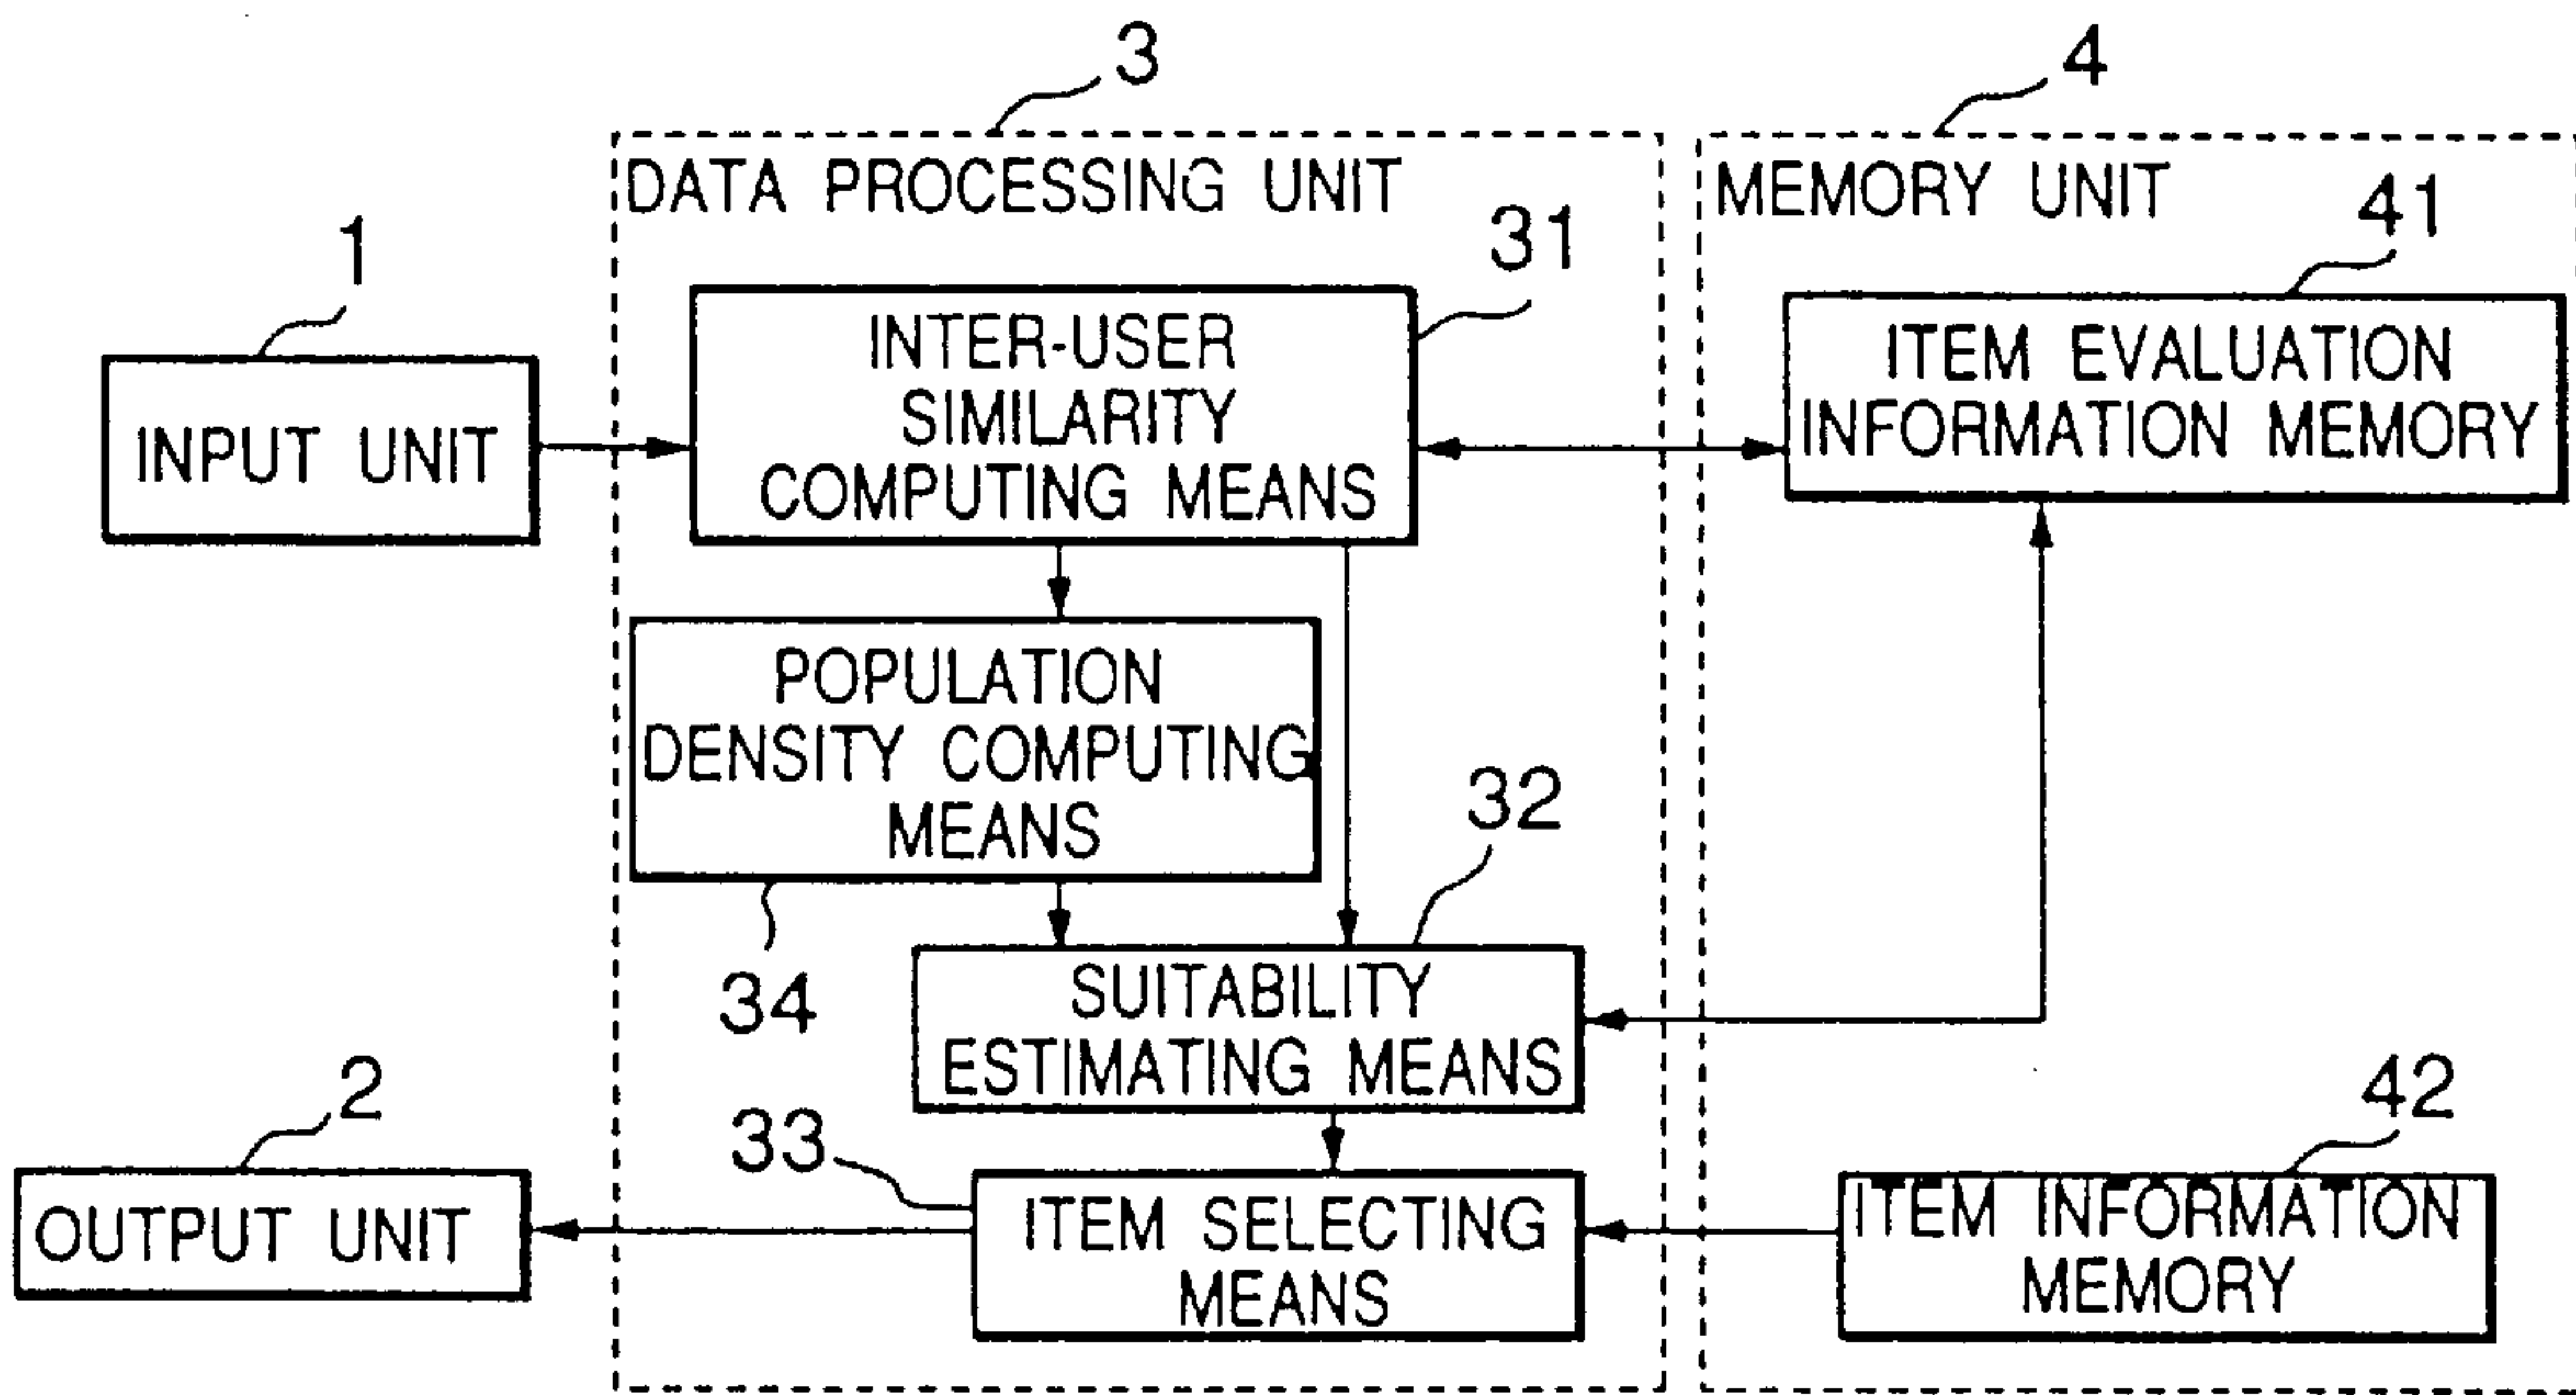 3
4
DATA PROCESSING UNIT
MEMORY UNIT
1
31
41
INPUT UNIT
INTER-USER
SIMILARITY
COMPUTING MEANS
ITEM EVALUATION
INFORMATION MEMORY
POPULATION
DENSITY COMPUTING
MEANS
32
34
SUITABILITY
ESTIMATING MEANS
2
33
42
OUTPUT UNIT
ITEM SELECTING
MEANS
ITEM INFORMATION
MEMORY